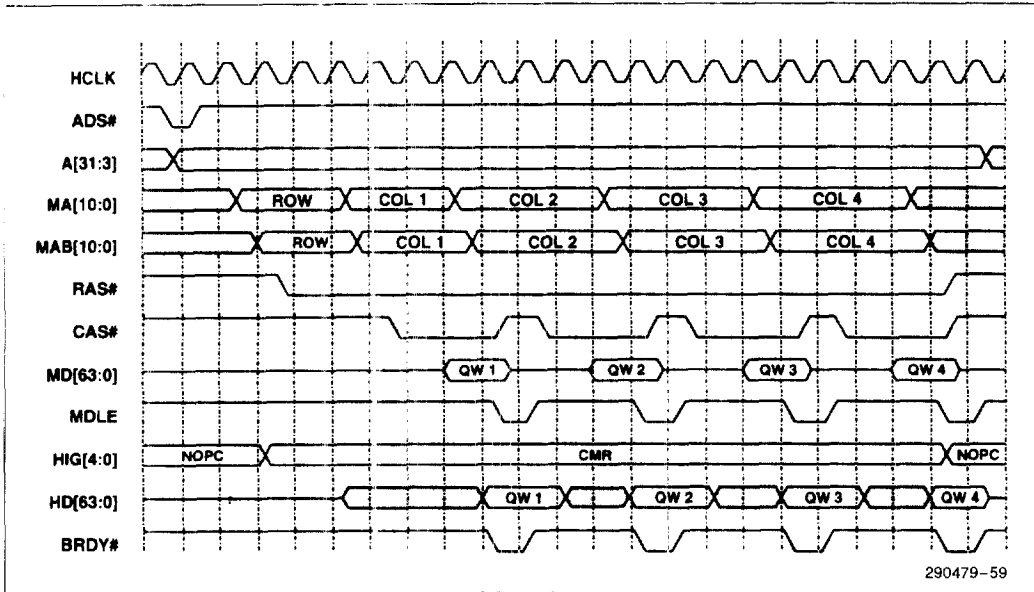 HCLK
ADS#
A[31:3]
MA[10:0] ROW COL 1 COL 2 COL 3 COL 4
MAB[10:0] ROW COL 1 COL 2 COL 3 COL 4
RAS#
CAS#
MD[63:0] QW 1 QW 2 QW 3 QW 4
MDLE
HIG[4:0] NOPC CMR NOPC
HD[63:0] QW 1 QW 2 QW 3 QW 4
BRDY#
290479-59